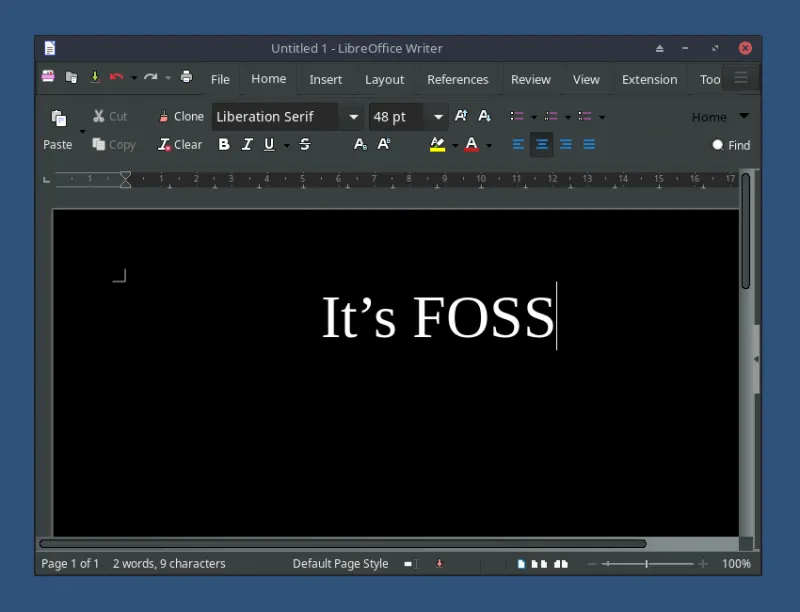 Untitled 1 - LibreOffice Writer
File Home Insert Layout References Review View Extension Too
Paste Cut Copy Clone Clear Liberation Serif 48 pt Home Find
B I U S A A A
1 1 2 3 4 5 6 7 8 9 10 11 12 13 14 15 16 17
It’s FOSS
Page 1 of 1 2 words, 9 characters Default Page Style 100%